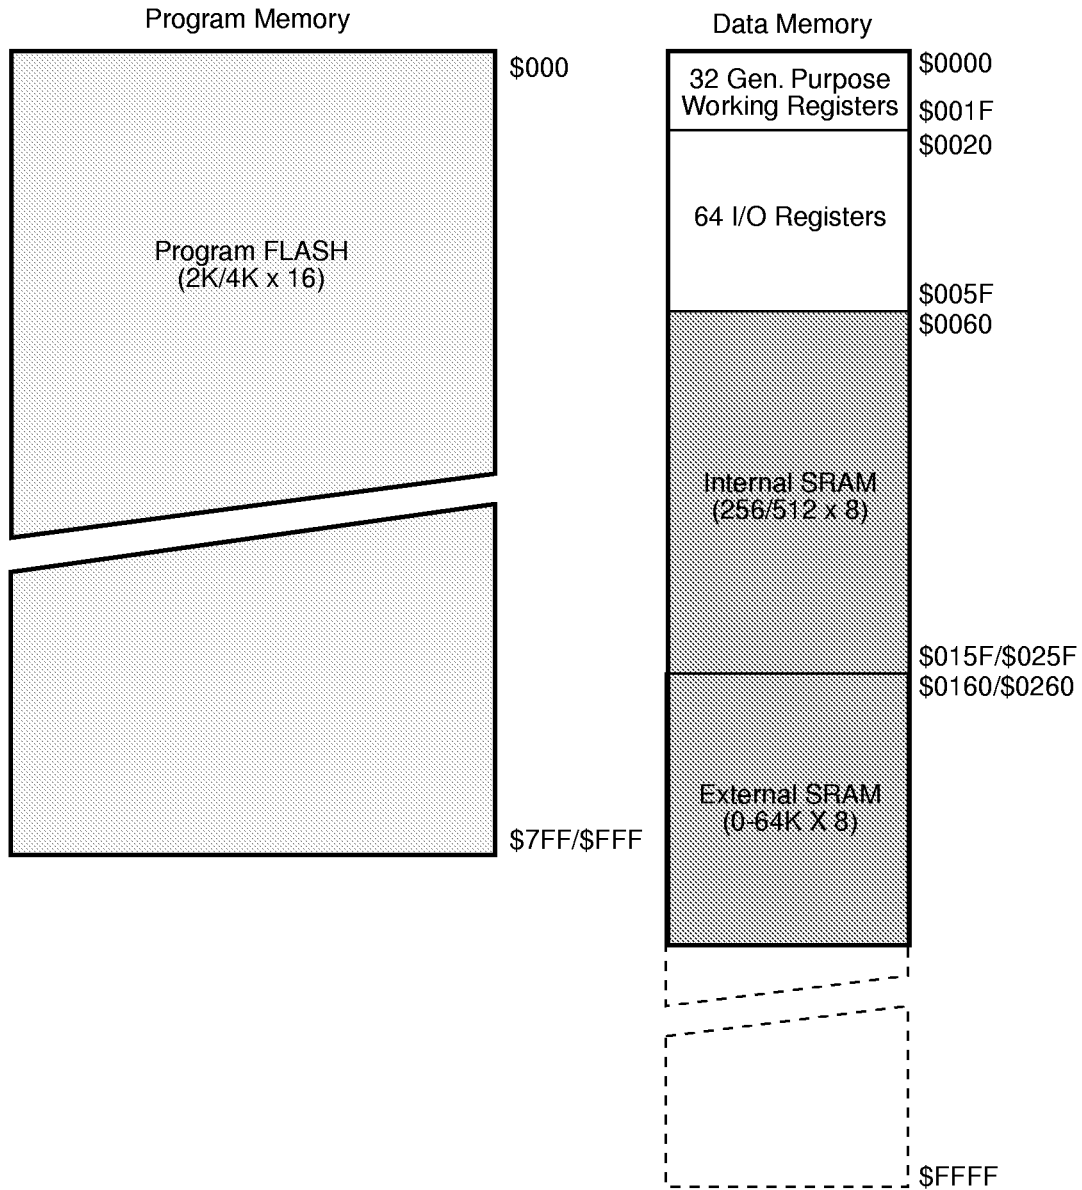 Program Memory
$000
Program FLASH
(2K/4K x 16)
$7FF/$FFF
Data Memory
$0000
32 Gen. Purpose
Working Registers
$001F
$0020
64 I/O Registers
$005F
$0060
Internal SRAM
(256/512 x 8)
$015F/$025F
$0160/$0260
External SRAM
(0-64K X 8)
$FFFF